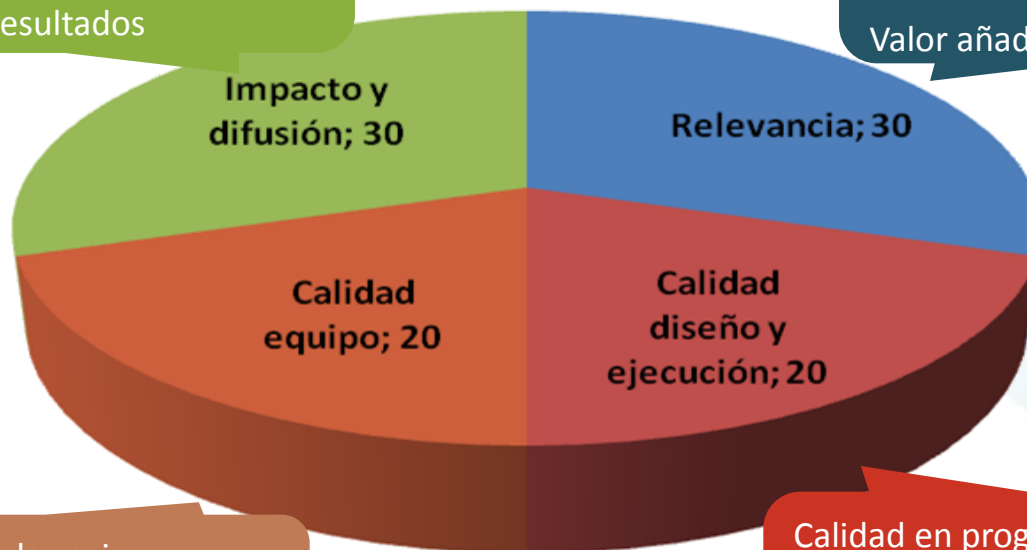 esultados
Valor añad
Impacto y
difusión; 30
Relevancia; 30
Calidad
equipo; 20
Calidad
diseño y
ejecución; 20
Calidad en prog